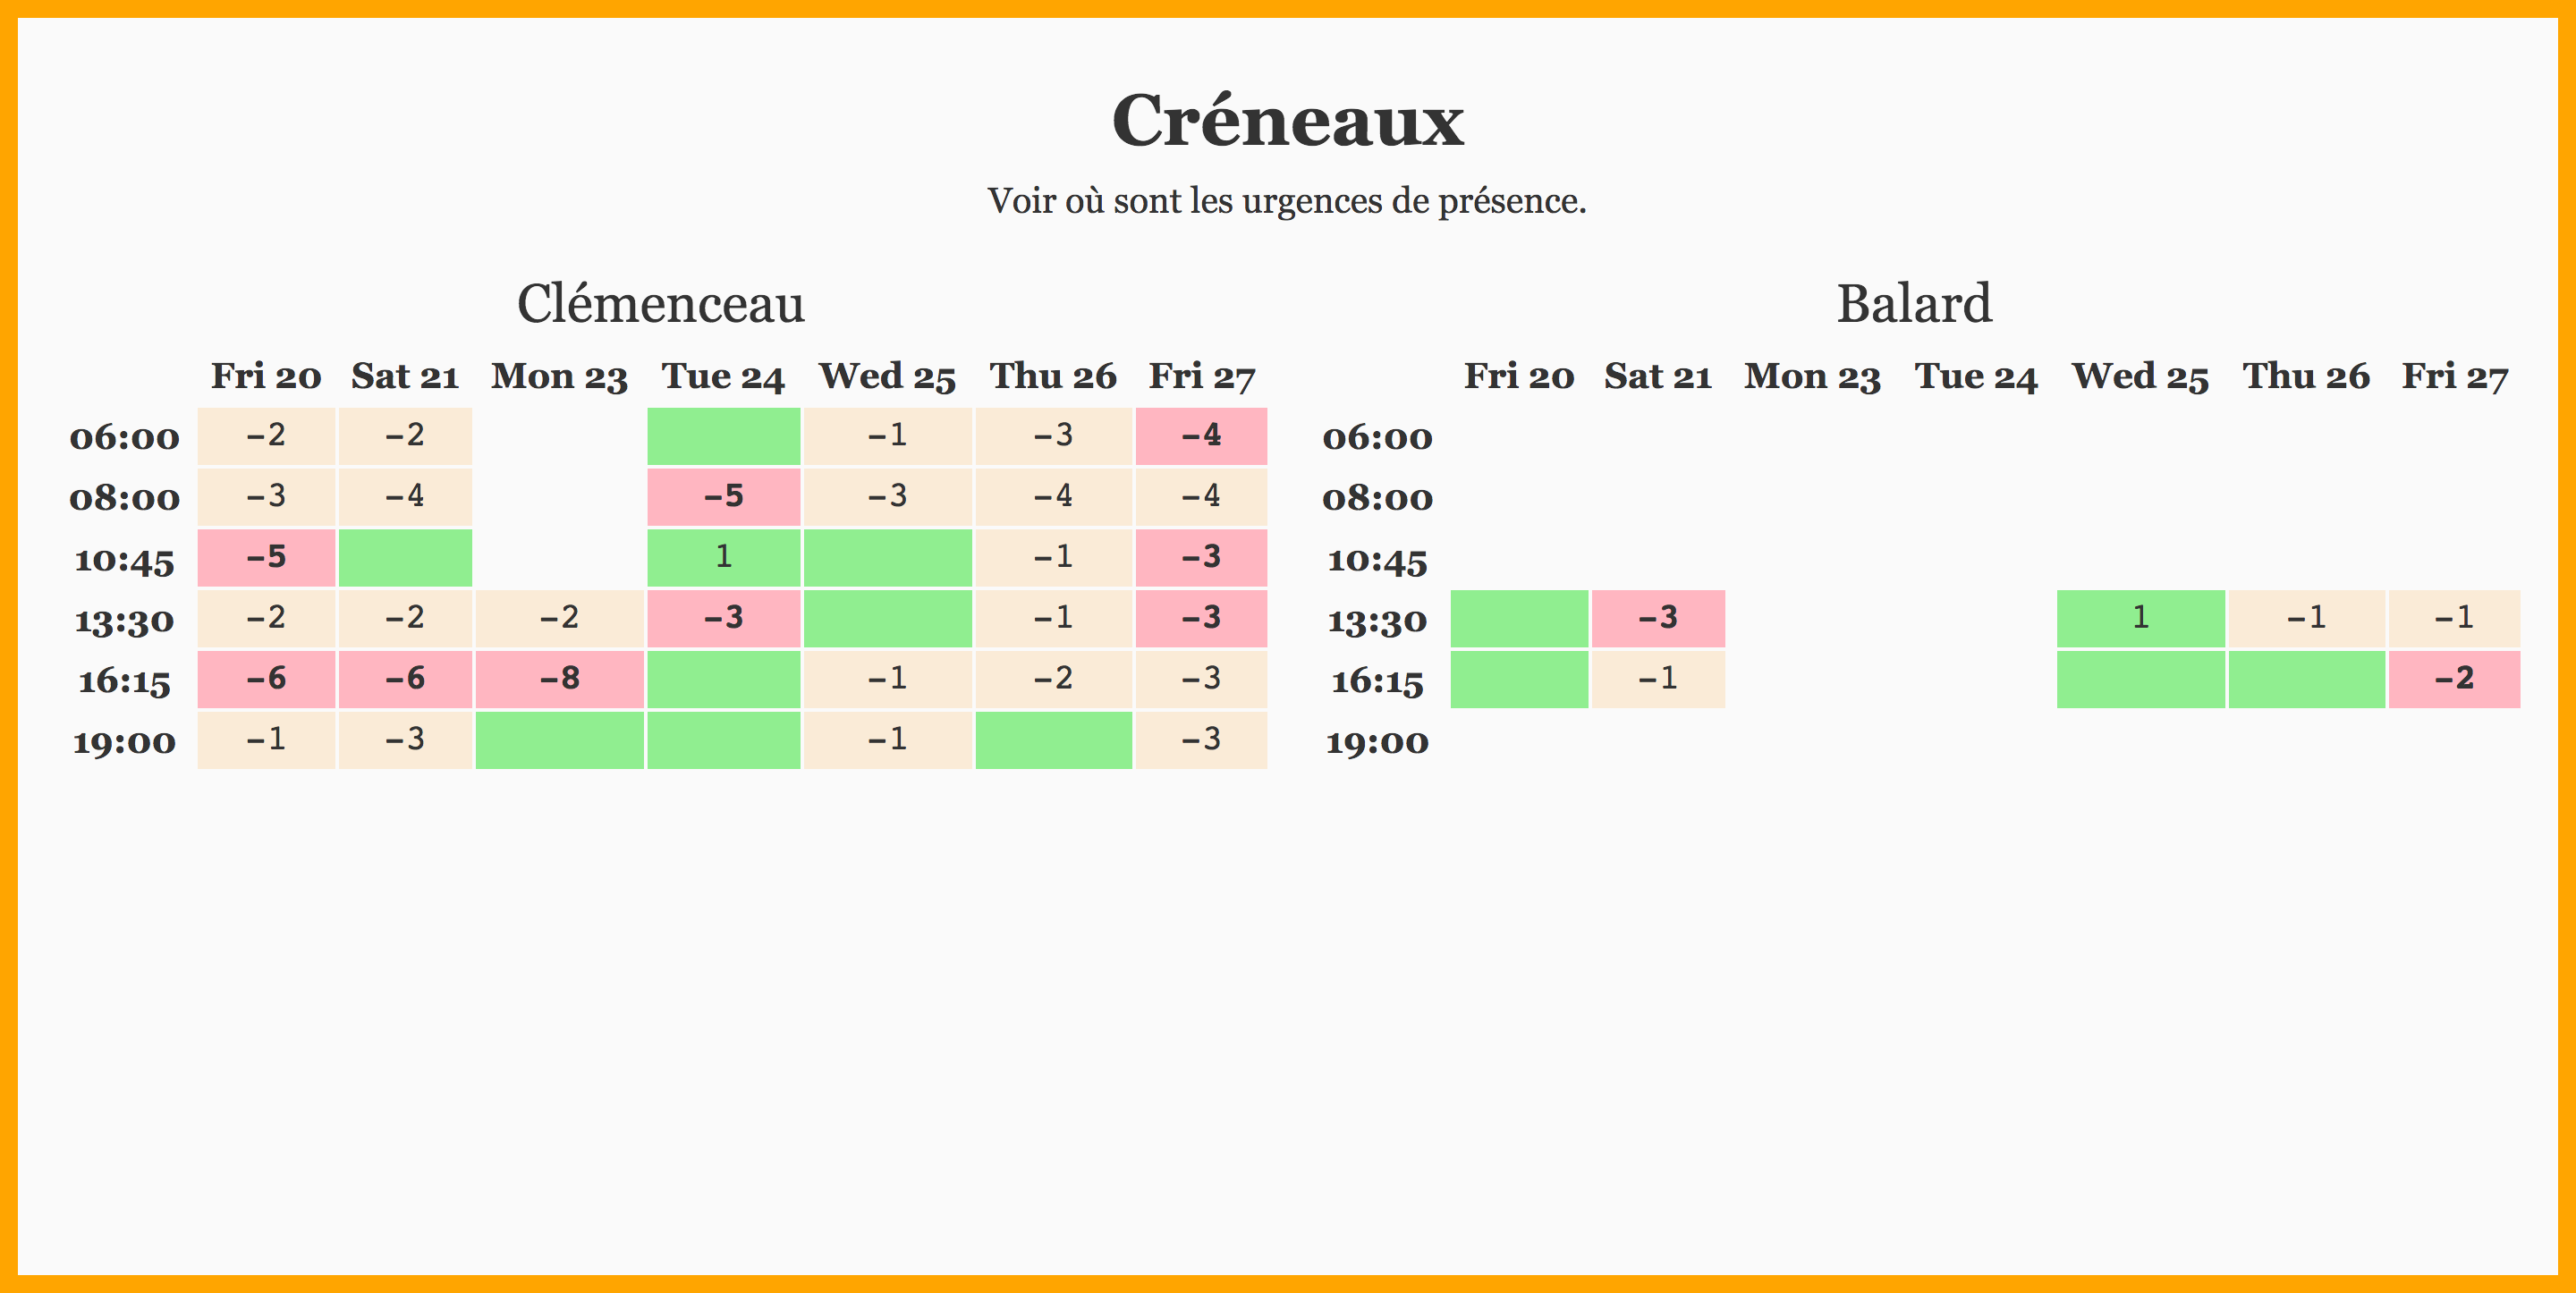 Créneaux
Voir où sont les urgences de présence.
Clémenceau
Fri 20 Sat 21 Mon 23 Tue 24 Wed 25 Thu 26 Fri 27
06:00 -2 -2 -1 -3 -4
08:00 -3 -4 -5 -3 -4 -4
10:45 -5 1 -1 -3
13:30 -2 -2 -2 -3 -1 -3
16:15 -6 -6 -8 -1 -2 -3
19:00 -1 -3 -1 -3
Balard
Fri 20 Sat 21 Mon 23 Tue 24 Wed 25 Thu 26 Fri 27
06:00
08:00
10:45
13:30 -3 1 -1 -1
16:15 -1 -2
19:00